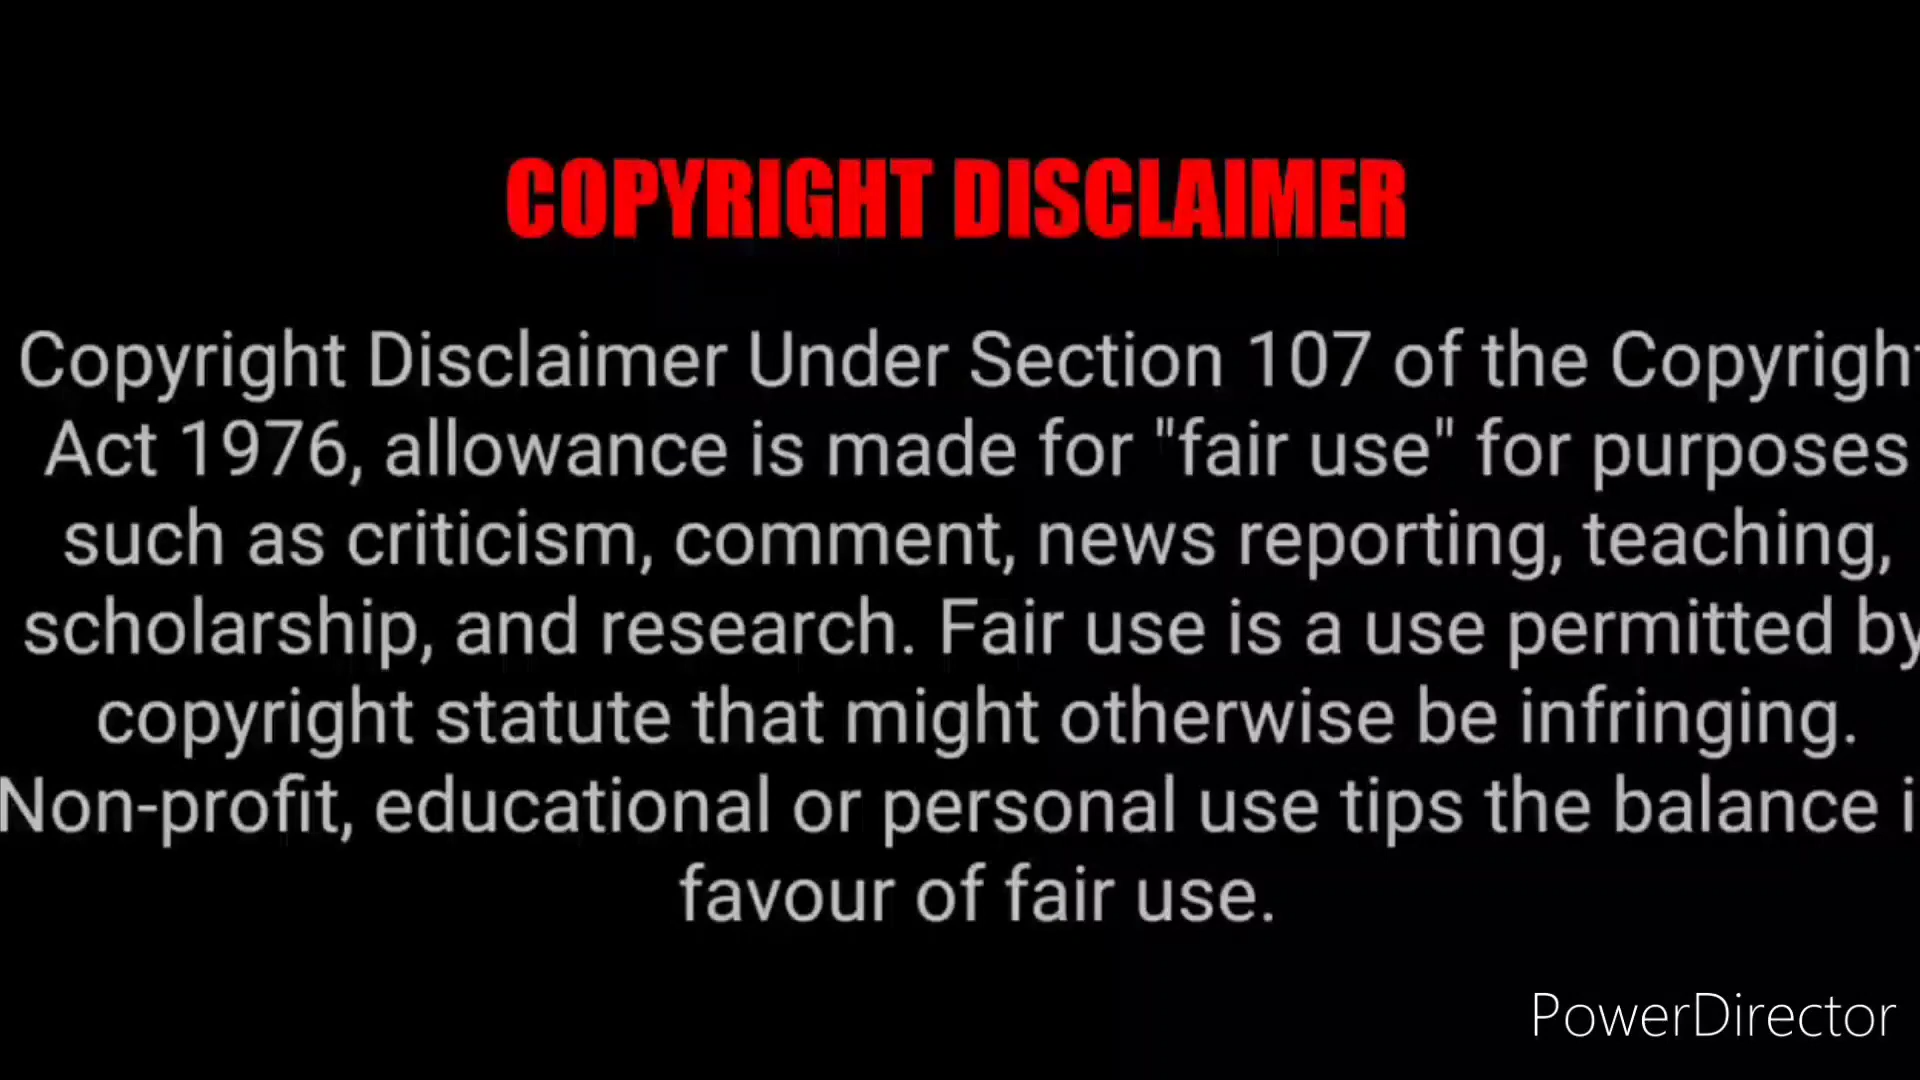 COPYRIGHT DISCLAIMER
Copyright Disclaimer Under Section 107 of the Copyright
Act 1976, allowance is made for "fair use" for purposes
such as criticism, comment, news reporting, teaching,
scholarship, and research. Fair use is a use permitted by
copyright statute that might otherwise be infringing.
Non-profit, educational or personal use tips the balance i
favour of fair use.
PowerDirector